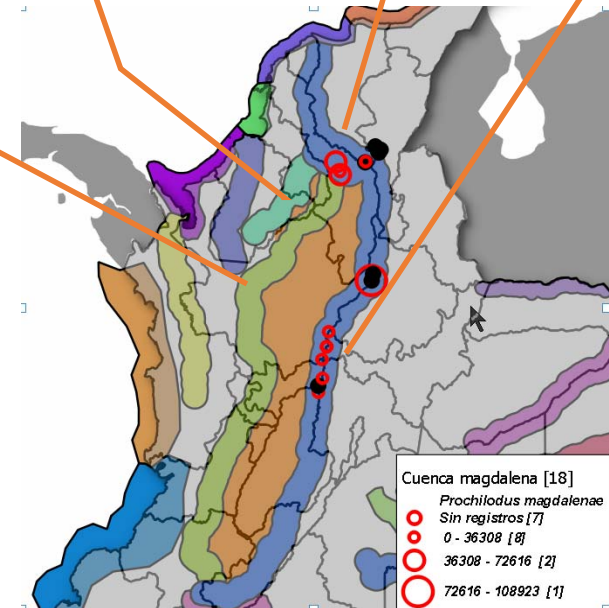 Cuenca magdalena [18]
Prochilodus magdalenae
Sin registros [7]
0 - 36308 [8]
36308 - 72616 [2]
72616 - 108923 [1]